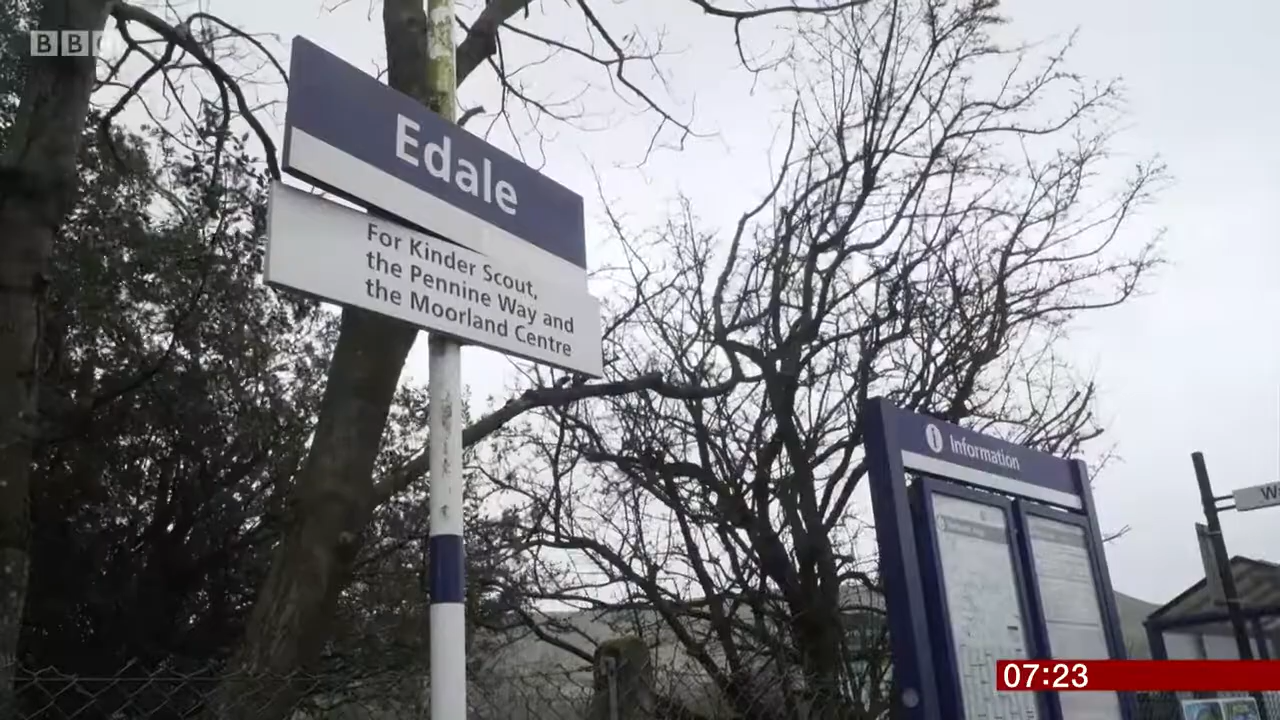 BBC
Edale
For Kinder Scout,
the Pennine Way and
the Moorland Centre
i Information
07:23